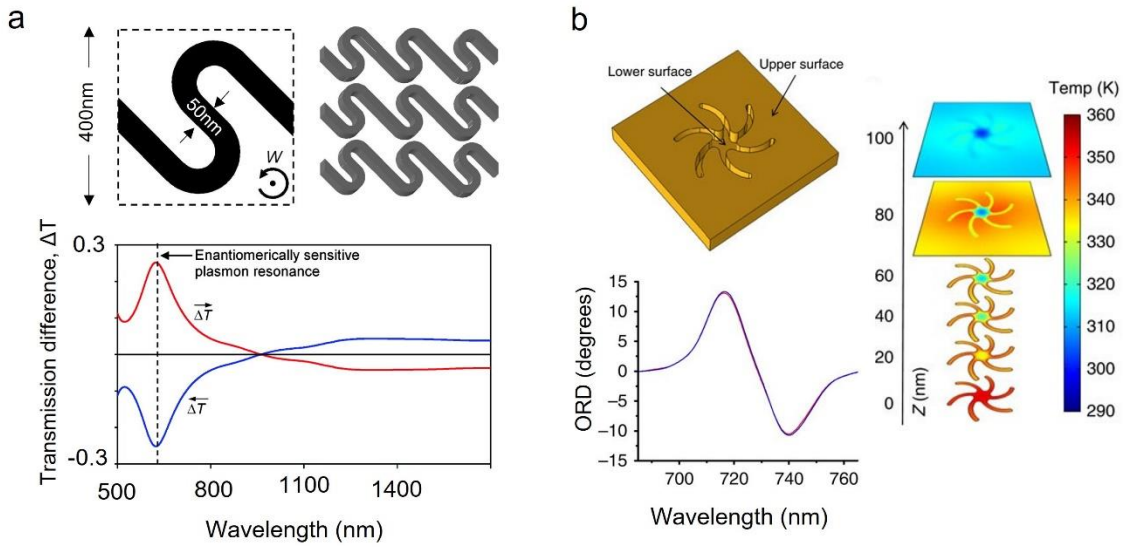 a
400nm
50nm
W
0.3
Enantiomerically sensitive
plasmon resonance
ΔT
ΔT
-0.3
Transmission difference, ΔT
500
800
1100
1400
Wavelength (nm)
b
Lower surface
Upper surface
15
10
5
0
−5
−10
−15
ORD (degrees)
700
720
740
760
Wavelength (nm)
100
80
60
40
20
0
Z (nm)
Temp (K)
360
350
340
330
320
310
300
290